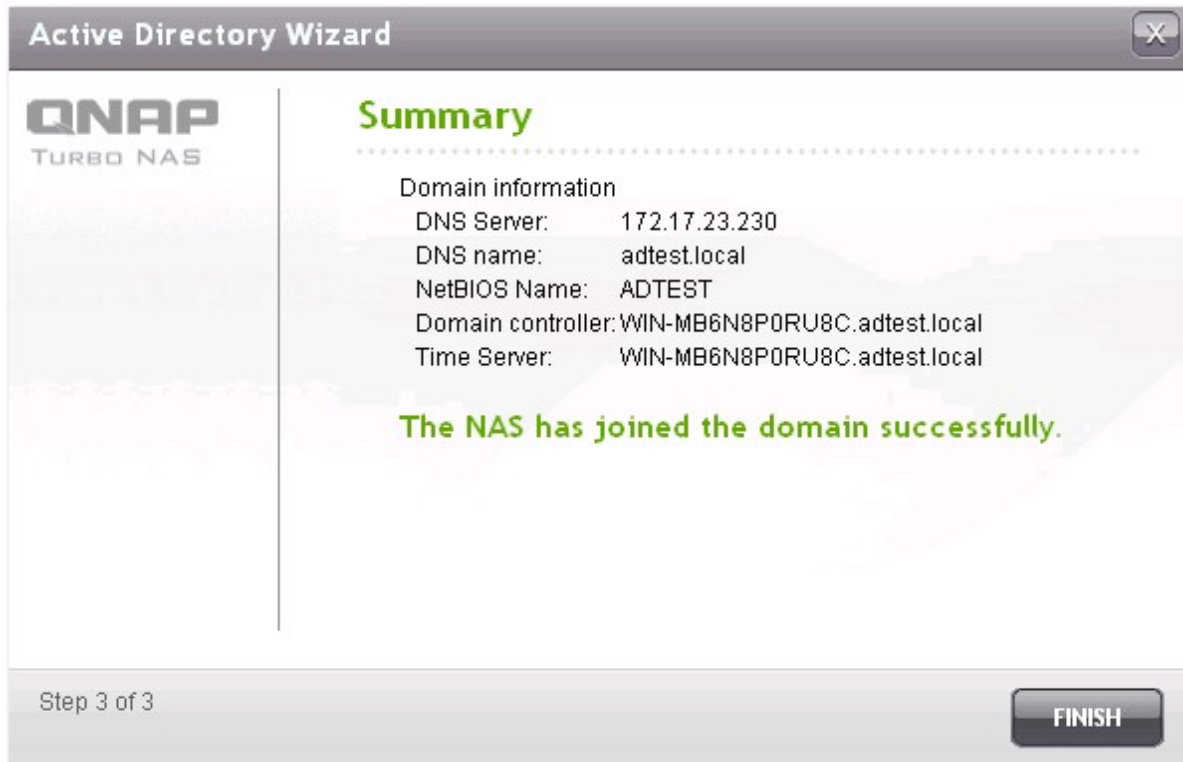 Active Directory Wizard
X
QNAP
TURBO NAS
Summary
Domain information
DNS Server: 172.17.23.230
DNS name: adtest.local
NetBIOS Name: ADTEST
Domain controller: WIN-MB6N8P0RU8C.adtest.local
Time Server: WIN-MB6N8P0RU8C.adtest.local
The NAS has joined the domain successfully.
Step 3 of 3
FINISH